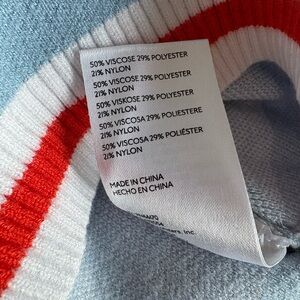 50% VISCOSE 29% POLYESTER
21% NYLON
50% VISCOSE 29% POLYESTER
21% NYLON
50% VISKOSE 29% POLYESTER
21% NYLON
50% VISCOSA 29% POLIESTERE
21% NYLON
50% VISCOSA 29% POLIÉSTER
21% NYLON
MADE IN CHINA
HECHO EN CHINA
Inc.